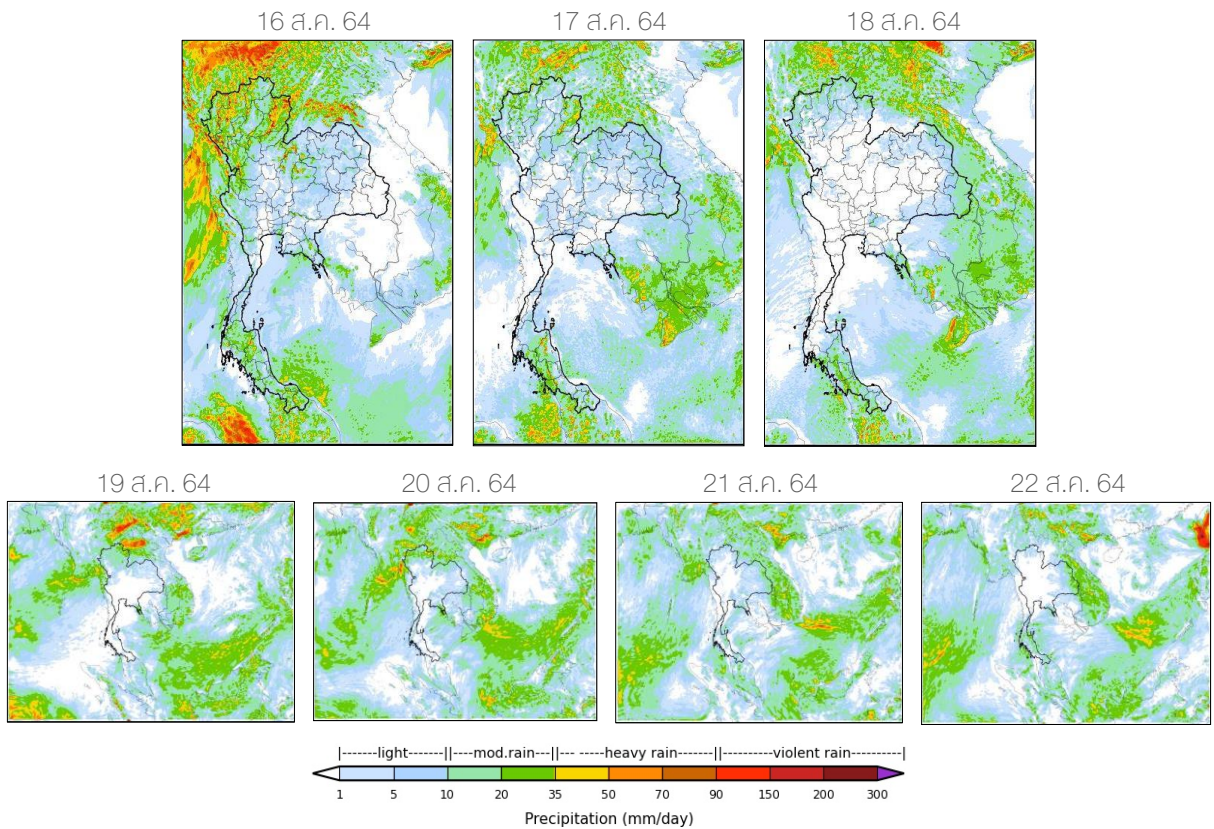 16 ส.ค. 64
17 ส.ค. 64
18 ส.ค. 64
19 ส.ค. 64
20 ส.ค. 64
21 ส.ค. 64
22 ส.ค. 64
|-------light-------||----mod.rain---||--- -----heavy rain--------||----------violent rain-----------|
1 5 10 20 35 50 70 90 150 200 300
Precipitation (mm/day)